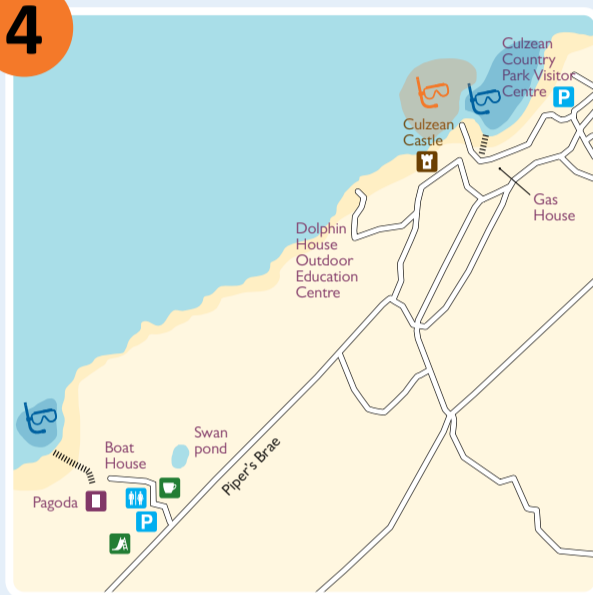 4
Culzean
Country
Park Visitor
Centre
P
Culzean
Castle
Gas
House
Dolphin
House
Outdoor
Education
Centre
Swan
pond
Boat
House
Piper's Brae
Pagoda
P